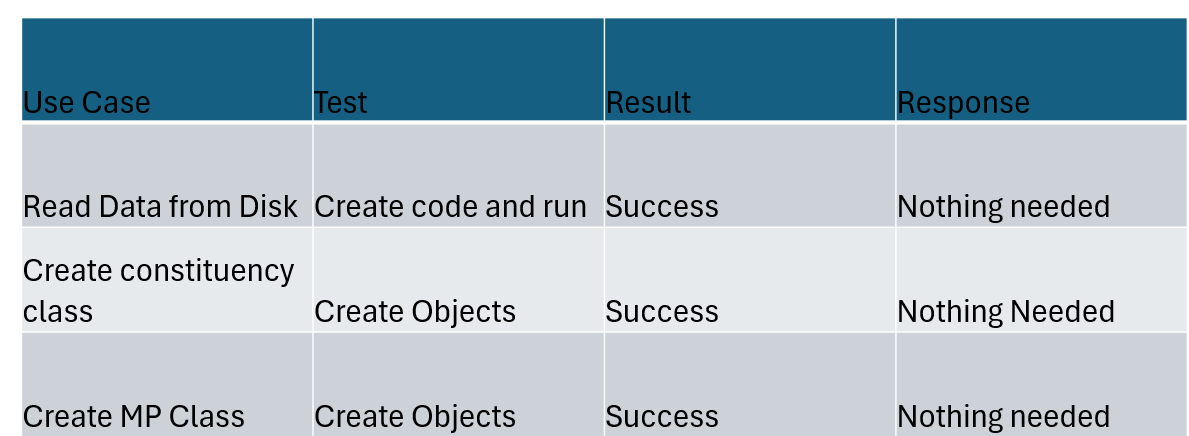 Use Case Test Result Response
Read Data from Disk Create code and run Success Nothing needed
Create constituency
class Create Objects Success Nothing Needed
Create MP Class Create Objects Success Nothing needed